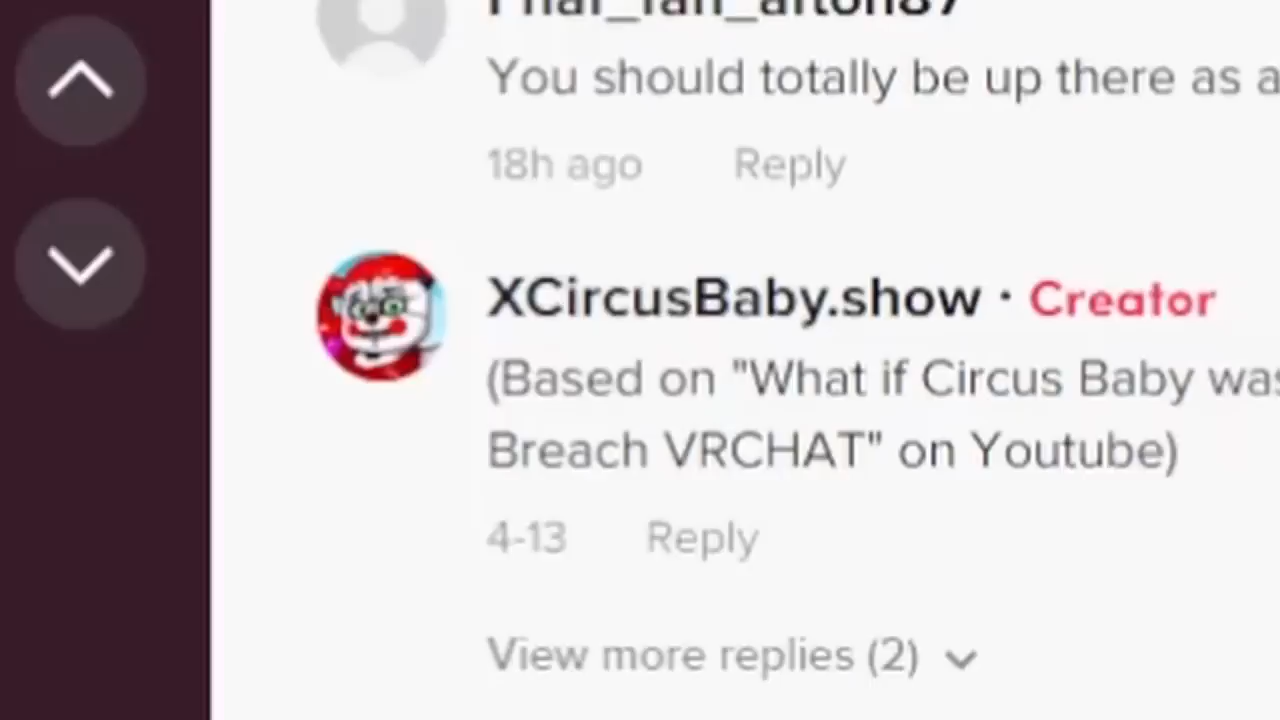 You should totally be up there as a
18h ago Reply
XCircusBaby.show · Creator
(Based on "What if Circus Baby was
Breach VRCHAT" on Youtube)
4-13 Reply
View more replies (2)